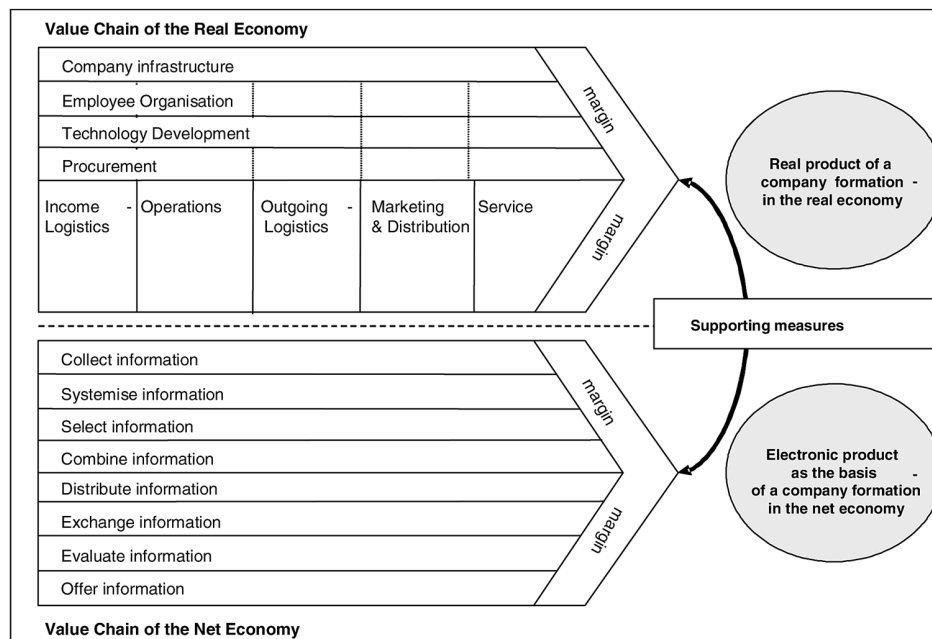 Value Chain of the Real Economy
Company infrastructure
Employee Organisation
Technology Development
Procurement
Income -
Logistics
Operations
Outgoing -
Logistics
Marketing
& Distribution
Service
margin
margin
Real product of a
company formation -
in the real economy
Supporting measures
Collect information
Systemise information
Select information
Combine information
Distribute information
Exchange information
Evaluate information
Offer information
margin
margin
Electronic product
as the basis -
of a company formation
in the net economy
Value Chain of the Net Economy